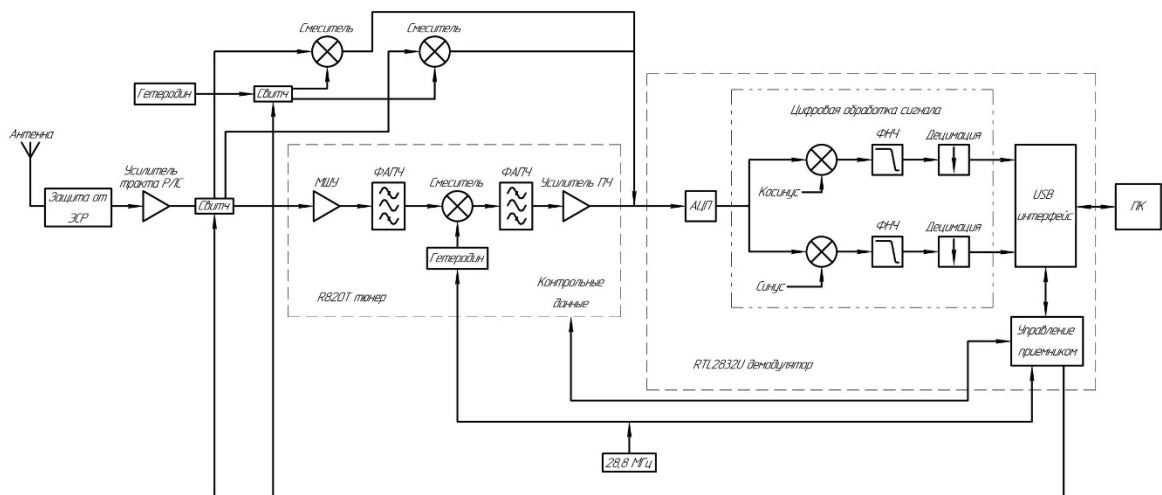 Смеситель
Смеситель
Гетеродин
Свитч
Цифровая обработка сигнала
Антенна
ФНЧ
Децимация
Усилитель
тракта РЛС
МШУ
ФАПЧ
Смеситель
ФАПЧ
Усилитель ПЧ
Косинус
Защита от
ЭСР
Свитч
АЦП
USB
интерфейс
ПК
ФНЧ
Децимация
Гетеродин
Синус
R820T тюнер
Контрольные
данные
Управление
приёмником
RTL2832U демодулятор
28,8 МГц